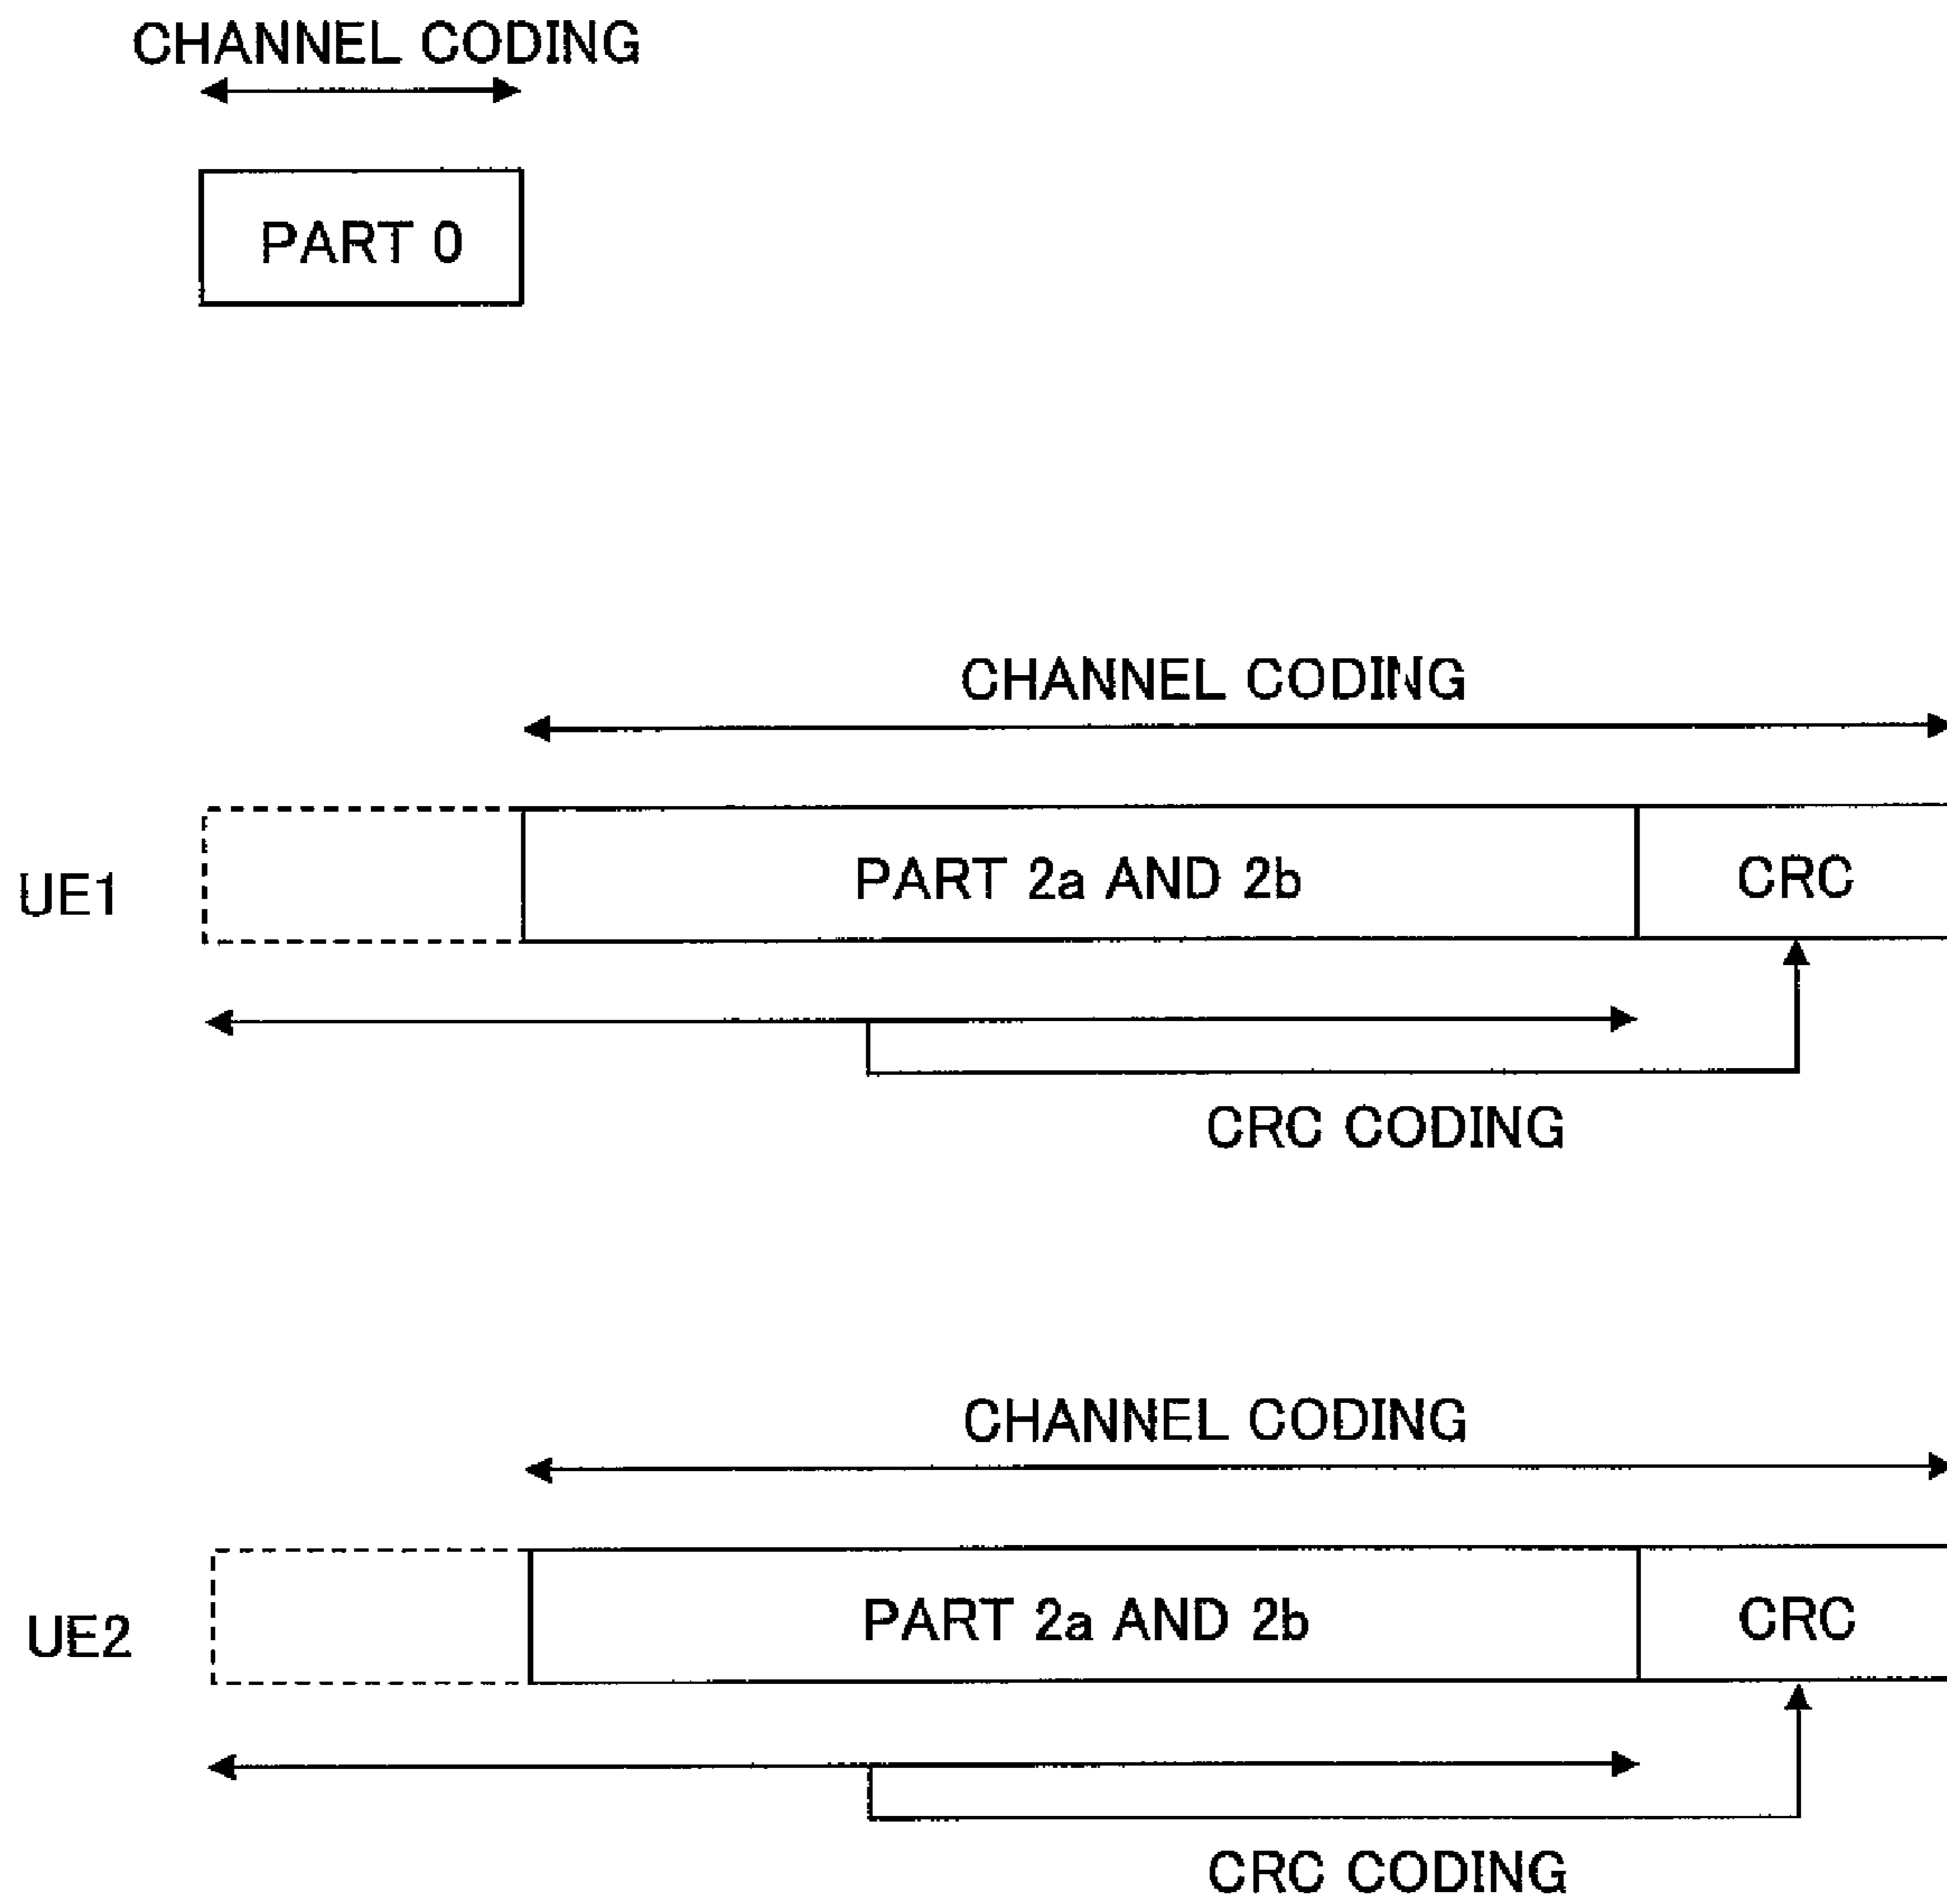 CHANNEL CODING
PART 0
CHANNEL CODING
UE1
PART 2a AND 2b
CRC
CRC CODING
CHANNEL CODING
UE2
PART 2a AND 2b
CRC
CRC CODING